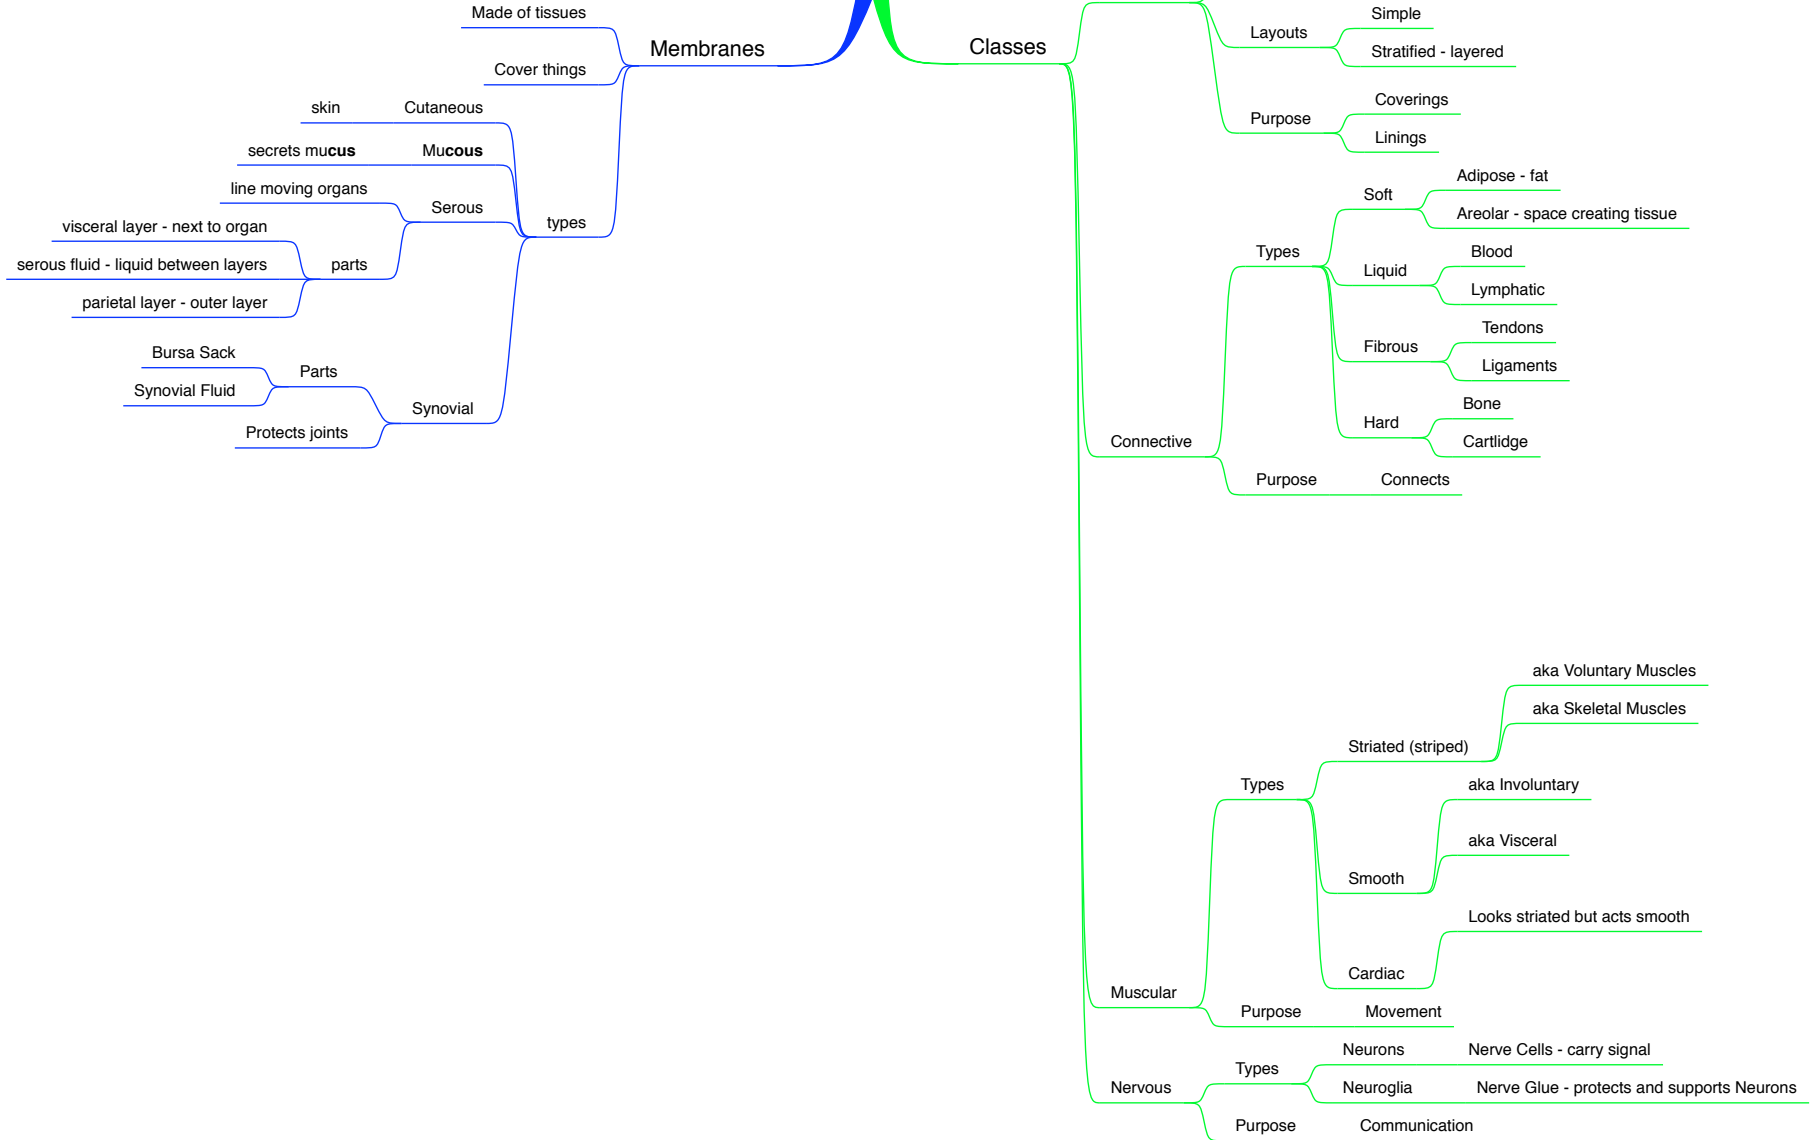 Made of tissues
Membranes
Cover things
skin
Cutaneous
secrets mucus
Mucous
line moving organs
Serous
visceral layer - next to organ
types
serous fluid - liquid between layers
parts
parietal layer - outer layer
Bursa Sack
Parts
Synovial Fluid
Synovial
Protects joints
Classes
Layouts
Simple
Stratified - layered
Purpose
Coverings
Linings
Connective
Types
Soft
Adipose - fat
Areolar - space creating tissue
Liquid
Blood
Lymphatic
Fibrous
Tendons
Ligaments
Hard
Bone
Cartlidge
Purpose
Connects
Muscular
Types
Striated (striped)
aka Voluntary Muscles
aka Skeletal Muscles
Smooth
aka Involuntary
aka Visceral
Cardiac
Looks striated but acts smooth
Purpose
Movement
Nervous
Types
Neurons
Nerve Cells - carry signal
Neuroglia
Nerve Glue - protects and supports Neurons
Purpose
Communication